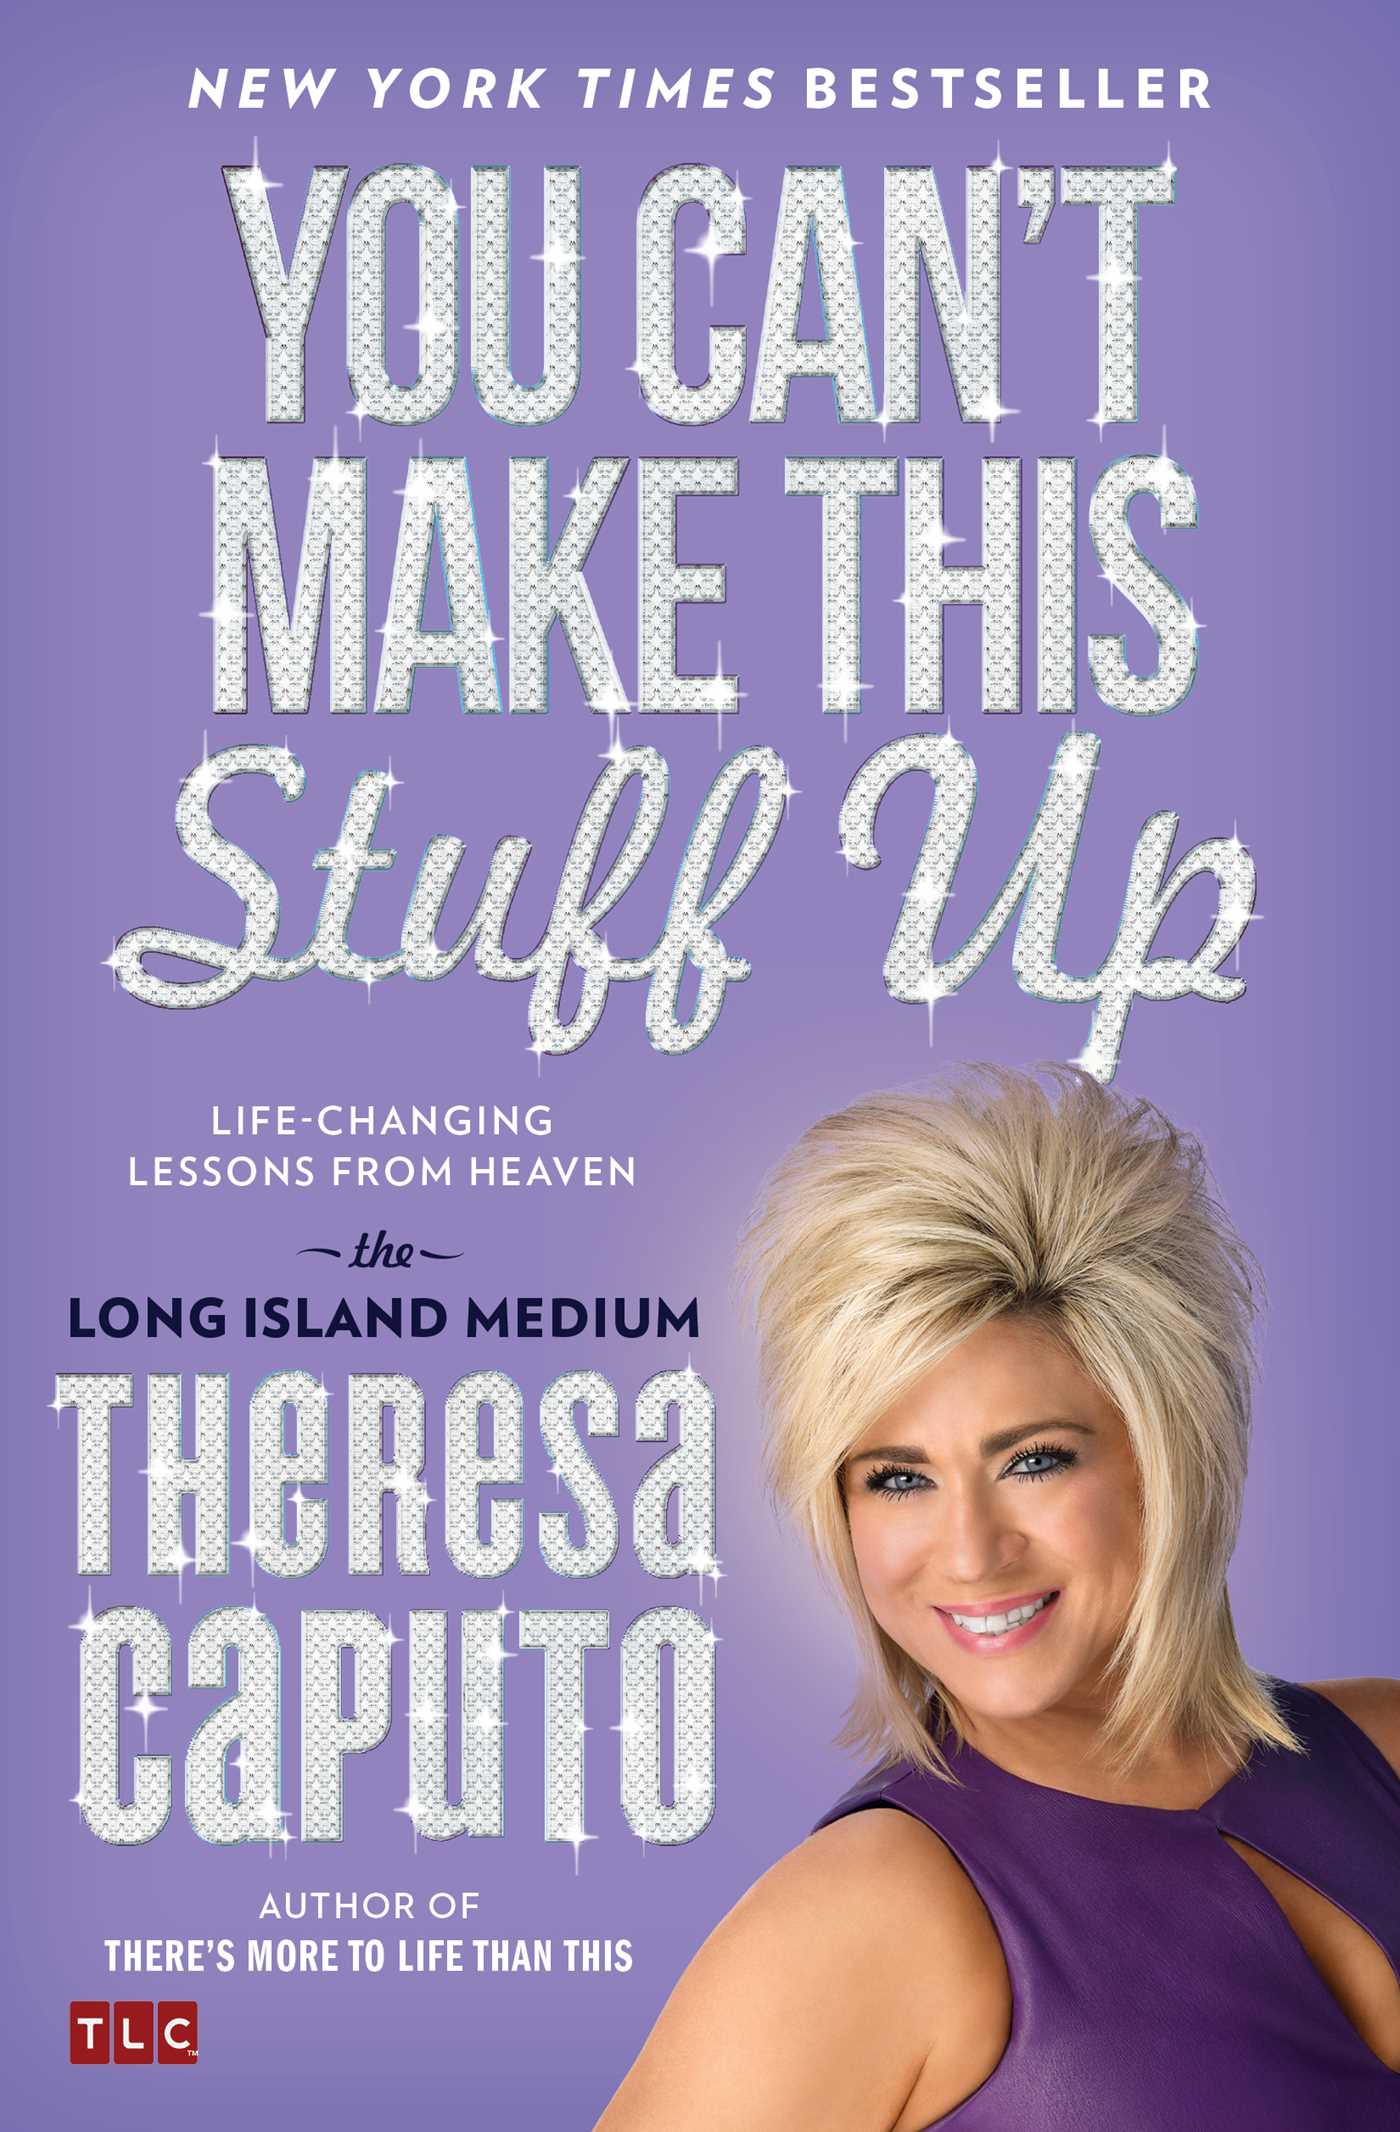 NEW YORK TIMES BESTSELLER
YOU CAN'T
MAKE THIS
Stuff Up
LIFE-CHANGING
LESSONS FROM HEAVEN
the
LONG ISLAND MEDIUM
THeResa
CaPUTO
AUTHOR OF
THERE'S MORE TO LIFE THAN THIS
TLC™